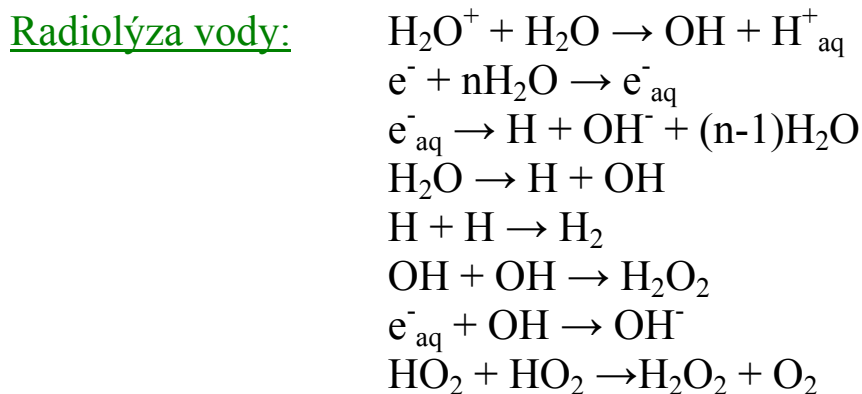 Radiolýza vody: H₂O⁺ + H₂O → OH + H⁺aq
e⁻ + nH₂O → e⁻aq
e⁻aq → H + OH⁻ + (n-1)H₂O
H₂O → H + OH
H + H → H₂
OH + OH → H₂O₂
e⁻aq + OH → OH⁻
HO₂ + HO₂ →H₂O₂ + O₂